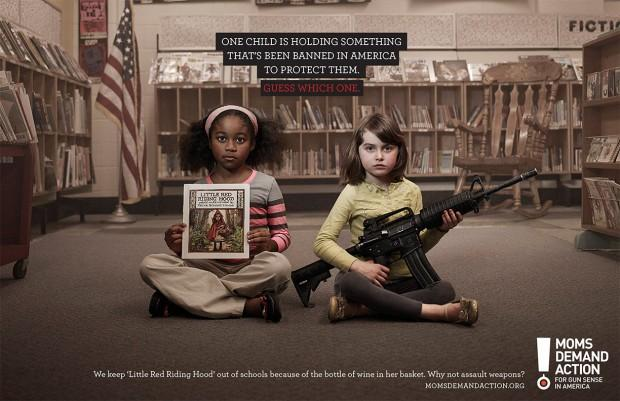 ONE CHILD IS HOLDING SOMETHING
THAT'S BEEN BANNED IN AMERICA
TO PROTECT THEM.
GUESS WHICH ONE.
FICTI
LITTLE RED
RIDING HOOD
We keep 'Little Red Riding Hood' out of schools because of the bottle of wine in her basket. Why not assault weapons?
MOMSDEMANDACTION.ORG
MOMS
DEMAND
ACTION
FOR GUN SENSE
IN AMERICA